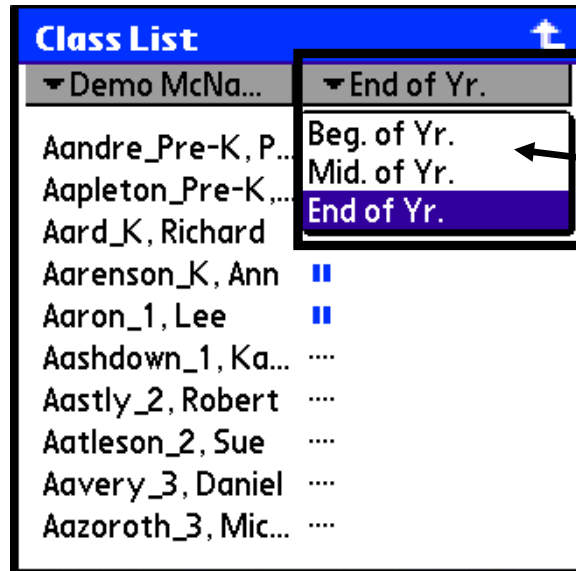 Class List
Demo McNa... End of Yr.
Beg. of Yr.
Mid. of Yr.
End of Yr.
Aandre_Pre-K, P...
Aapleton_Pre-K,...
Aard_K, Richard
Aarenson_K, Ann
Aaron_1, Lee
Aashdown_1, Ka... ....
Aastly_2, Robert ....
Aatleson_2, Sue ....
Aavery_3, Daniel ....
Aazoroth_3, Mic... ....